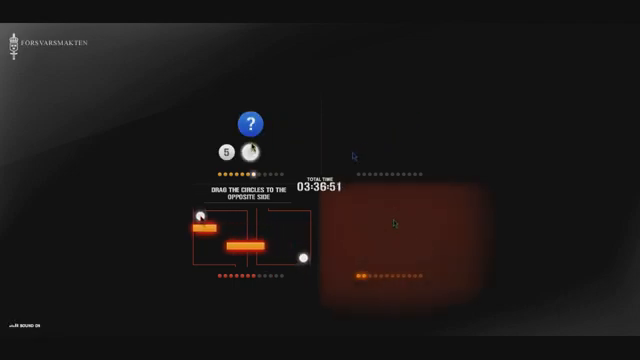 FÖRSVARSMAKTEN
?
5
TOTAL TIME
03:36:51
DRAG THE CIRCLES TO THE
OPPOSITE SIDE
SOUND ON